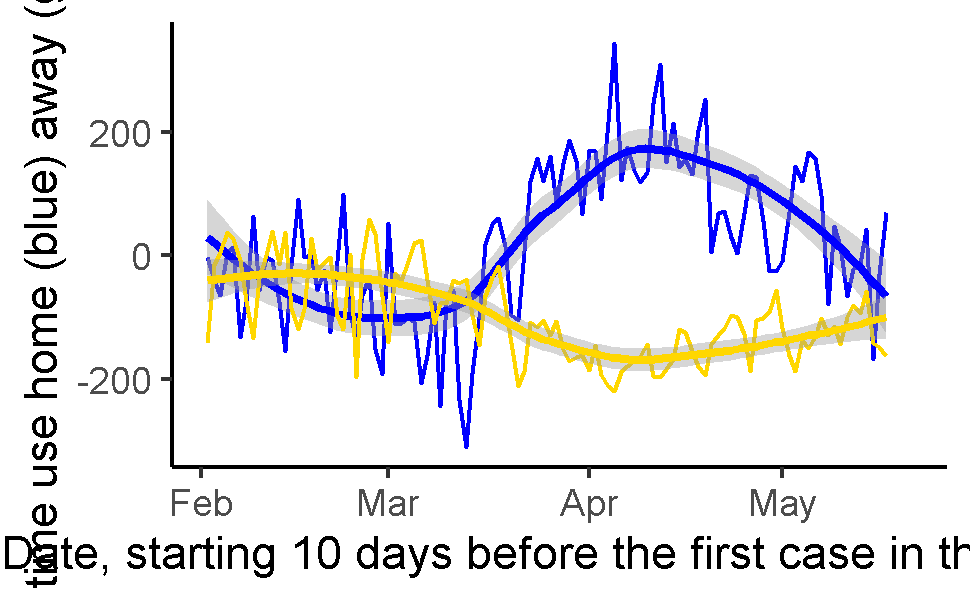 time use home (blue) away (
200
0
-200
Feb Mar Apr May
Date, starting 10 days before the first case in th